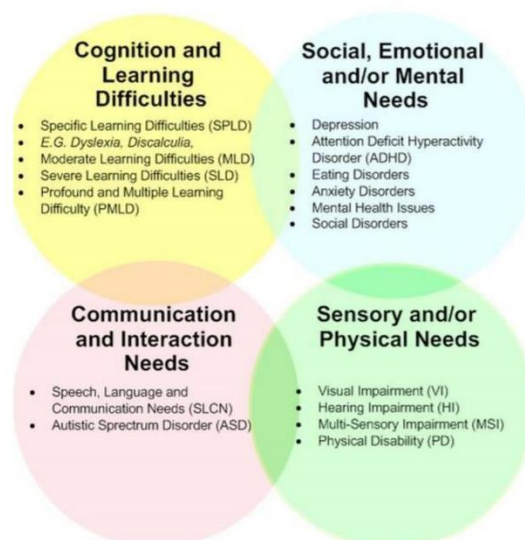 Cognition and
Learning
Difficulties
• Specific Learning Difficulties (SPLD)
• E.G. Dyslexia, Discalculia,
• Moderate Learning Difficulties (MLD)
• Severe Learning Difficulties (SLD)
• Profound and Multiple Learning
Difficulty (PMLD)
Social, Emotional
and/or Mental
Needs
• Depression
• Attention Deficit Hyperactivity
Disorder (ADHD)
• Eating Disorders
• Anxiety Disorders
• Mental Health Issues
• Social Disorders
Communication
and Interaction
Needs
• Speech, Language and
Communication Needs (SLCN)
• Autistic Sprectrum Disorder (ASD)
Sensory and/or
Physical Needs
• Visual Impairment (VI)
• Hearing Impairment (HI)
• Multi-Sensory Impairment (MSI)
• Physical Disability (PD)